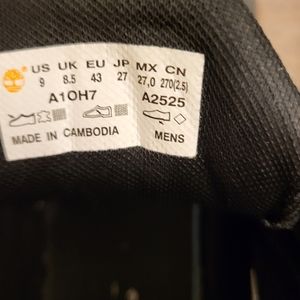 US UK EU JP MX CN
9 8.5 43 27 27,0 270(2.5)
A1OH7 A2525
MADE IN CAMBODIA MENS